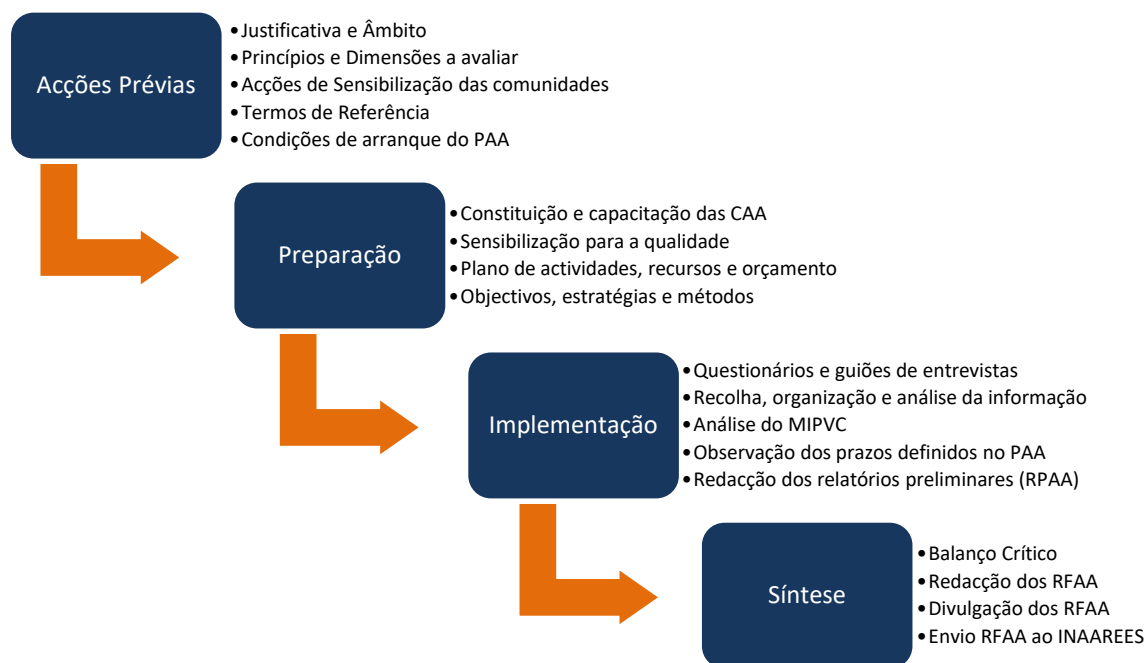 Acções Prévias
•Justificativa e Âmbito
•Princípios e Dimensões a avaliar
•Acções de Sensibilização das comunidades
•Termos de Referência
•Condições de arranque do PAA
Preparação
•Constituição e capacitação das CAA
•Sensibilização para a qualidade
•Plano de actividades, recursos e orçamento
•Objectivos, estratégias e métodos
Implementação
•Questionários e guiões de entrevistas
•Recolha, organização e análise da informação
•Análise do MIPVC
•Observação dos prazos definidos no PAA
•Redacção dos relatórios preliminares (RPAA)
Síntese
•Balanço Crítico
•Redacção dos RFAA
•Divulgação dos RFAA
•Envio RFAA ao INAAREES